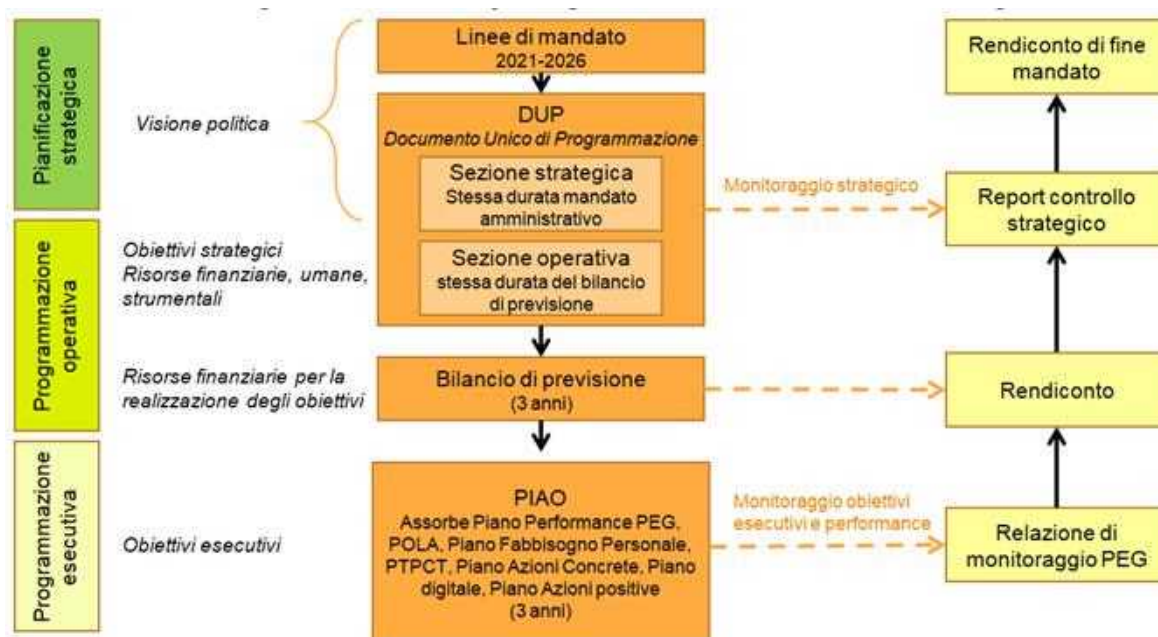 Pianificazione
strategica
Visione politica
Linee di mandato
2021-2026
DUP
Documento Unico di Programmazione
Sezione strategica
Stessa durata mandato
amministrativo
Sezione operativa
stessa durata del bilancio
di previsione
Monitoraggio strategico
Rendiconto di fine
mandato
Report controllo
strategico
Programmazione
operativa
Obiettivi strategici
Risorse finanziarie, umane,
strumentali
Risorse finanziarie per la
realizzazione degli obiettivi
Bilancio di previsione
(3 anni)
Rendiconto
Programmazione
esecutiva
Obiettivi esecutivi
PIAO
Assorbe Piano Performance PEG,
POLA, Piano Fabbisogno Personale,
PTPCT, Piano Azioni Concrete, Piano
digitale, Piano Azioni positive
(3 anni)
Monitoraggio obiettivi
esecutivi e performance
Relazione di
monitoraggio PEG